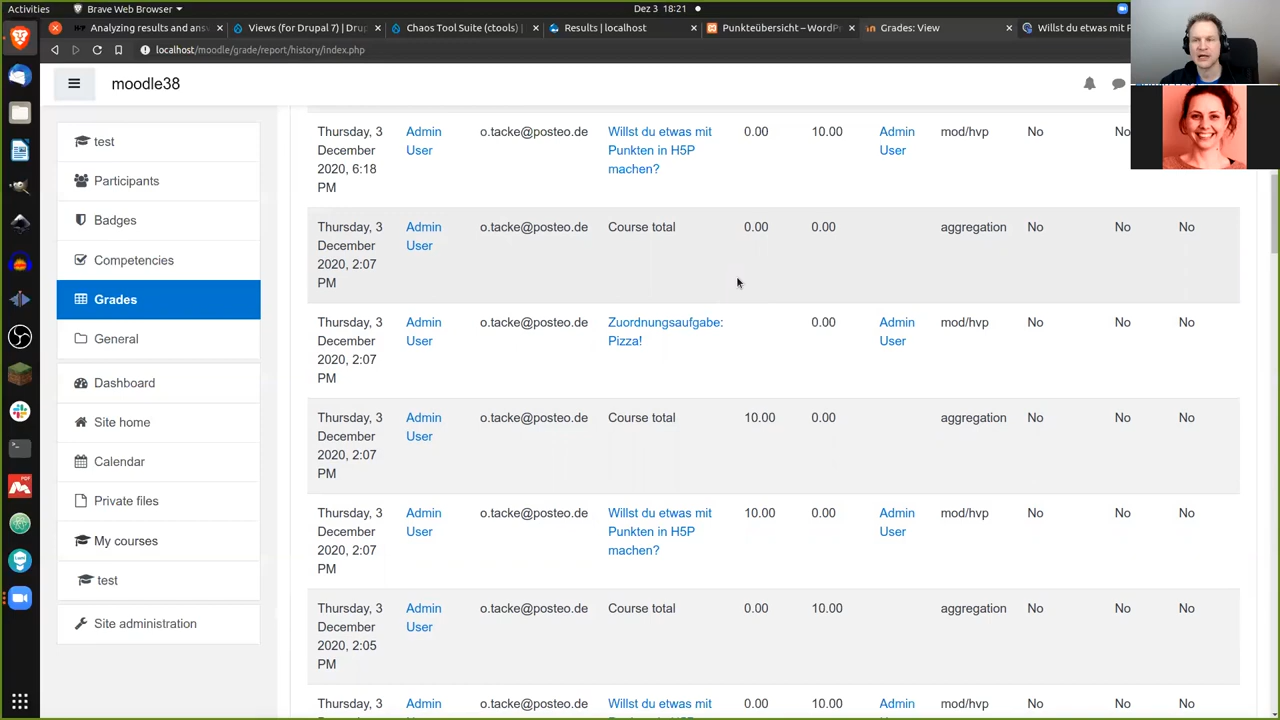 Activities
Brave Web Browser
Dez 3 18:21
Analyzing results and answ
Views (for Drupal 7) | Drup
Chaos Tool Suite (ctools)
Results | localhost
Punkteübersicht – WordPre
Grades: View
Willst du etwas mit P
localhost/moodle/grade/report/history/index.php
moodle38
test
Participants
Badges
Competencies
Grades
General
Dashboard
Site home
Calendar
Private files
My courses
test
Site administration
Thursday, 3 Admin o.tacke@posteo.de Willst du etwas mit 0.00 10.00 Admin mod/hvp No No
December User Punkten in H5P User
2020, 6:18 machen?
PM
Thursday, 3 Admin o.tacke@posteo.de Course total 0.00 0.00 aggregation No No No
December User
2020, 2:07
PM
Thursday, 3 Admin o.tacke@posteo.de Zuordnungsaufgabe: 0.00 Admin mod/hvp No No No
December User Pizza! User
2020, 2:07
PM
Thursday, 3 Admin o.tacke@posteo.de Course total 10.00 0.00 aggregation No No No
December User
2020, 2:07
PM
Thursday, 3 Admin o.tacke@posteo.de Willst du etwas mit 10.00 0.00 Admin mod/hvp No No No
December User Punkten in H5P User
2020, 2:07 machen?
PM
Thursday, 3 Admin o.tacke@posteo.de Course total 0.00 10.00 aggregation No No No
December User
2020, 2:05
PM
Thursday, 3 Admin o.tacke@posteo.de Willst du etwas mit 0.00 10.00 Admin mod/hvp No No No